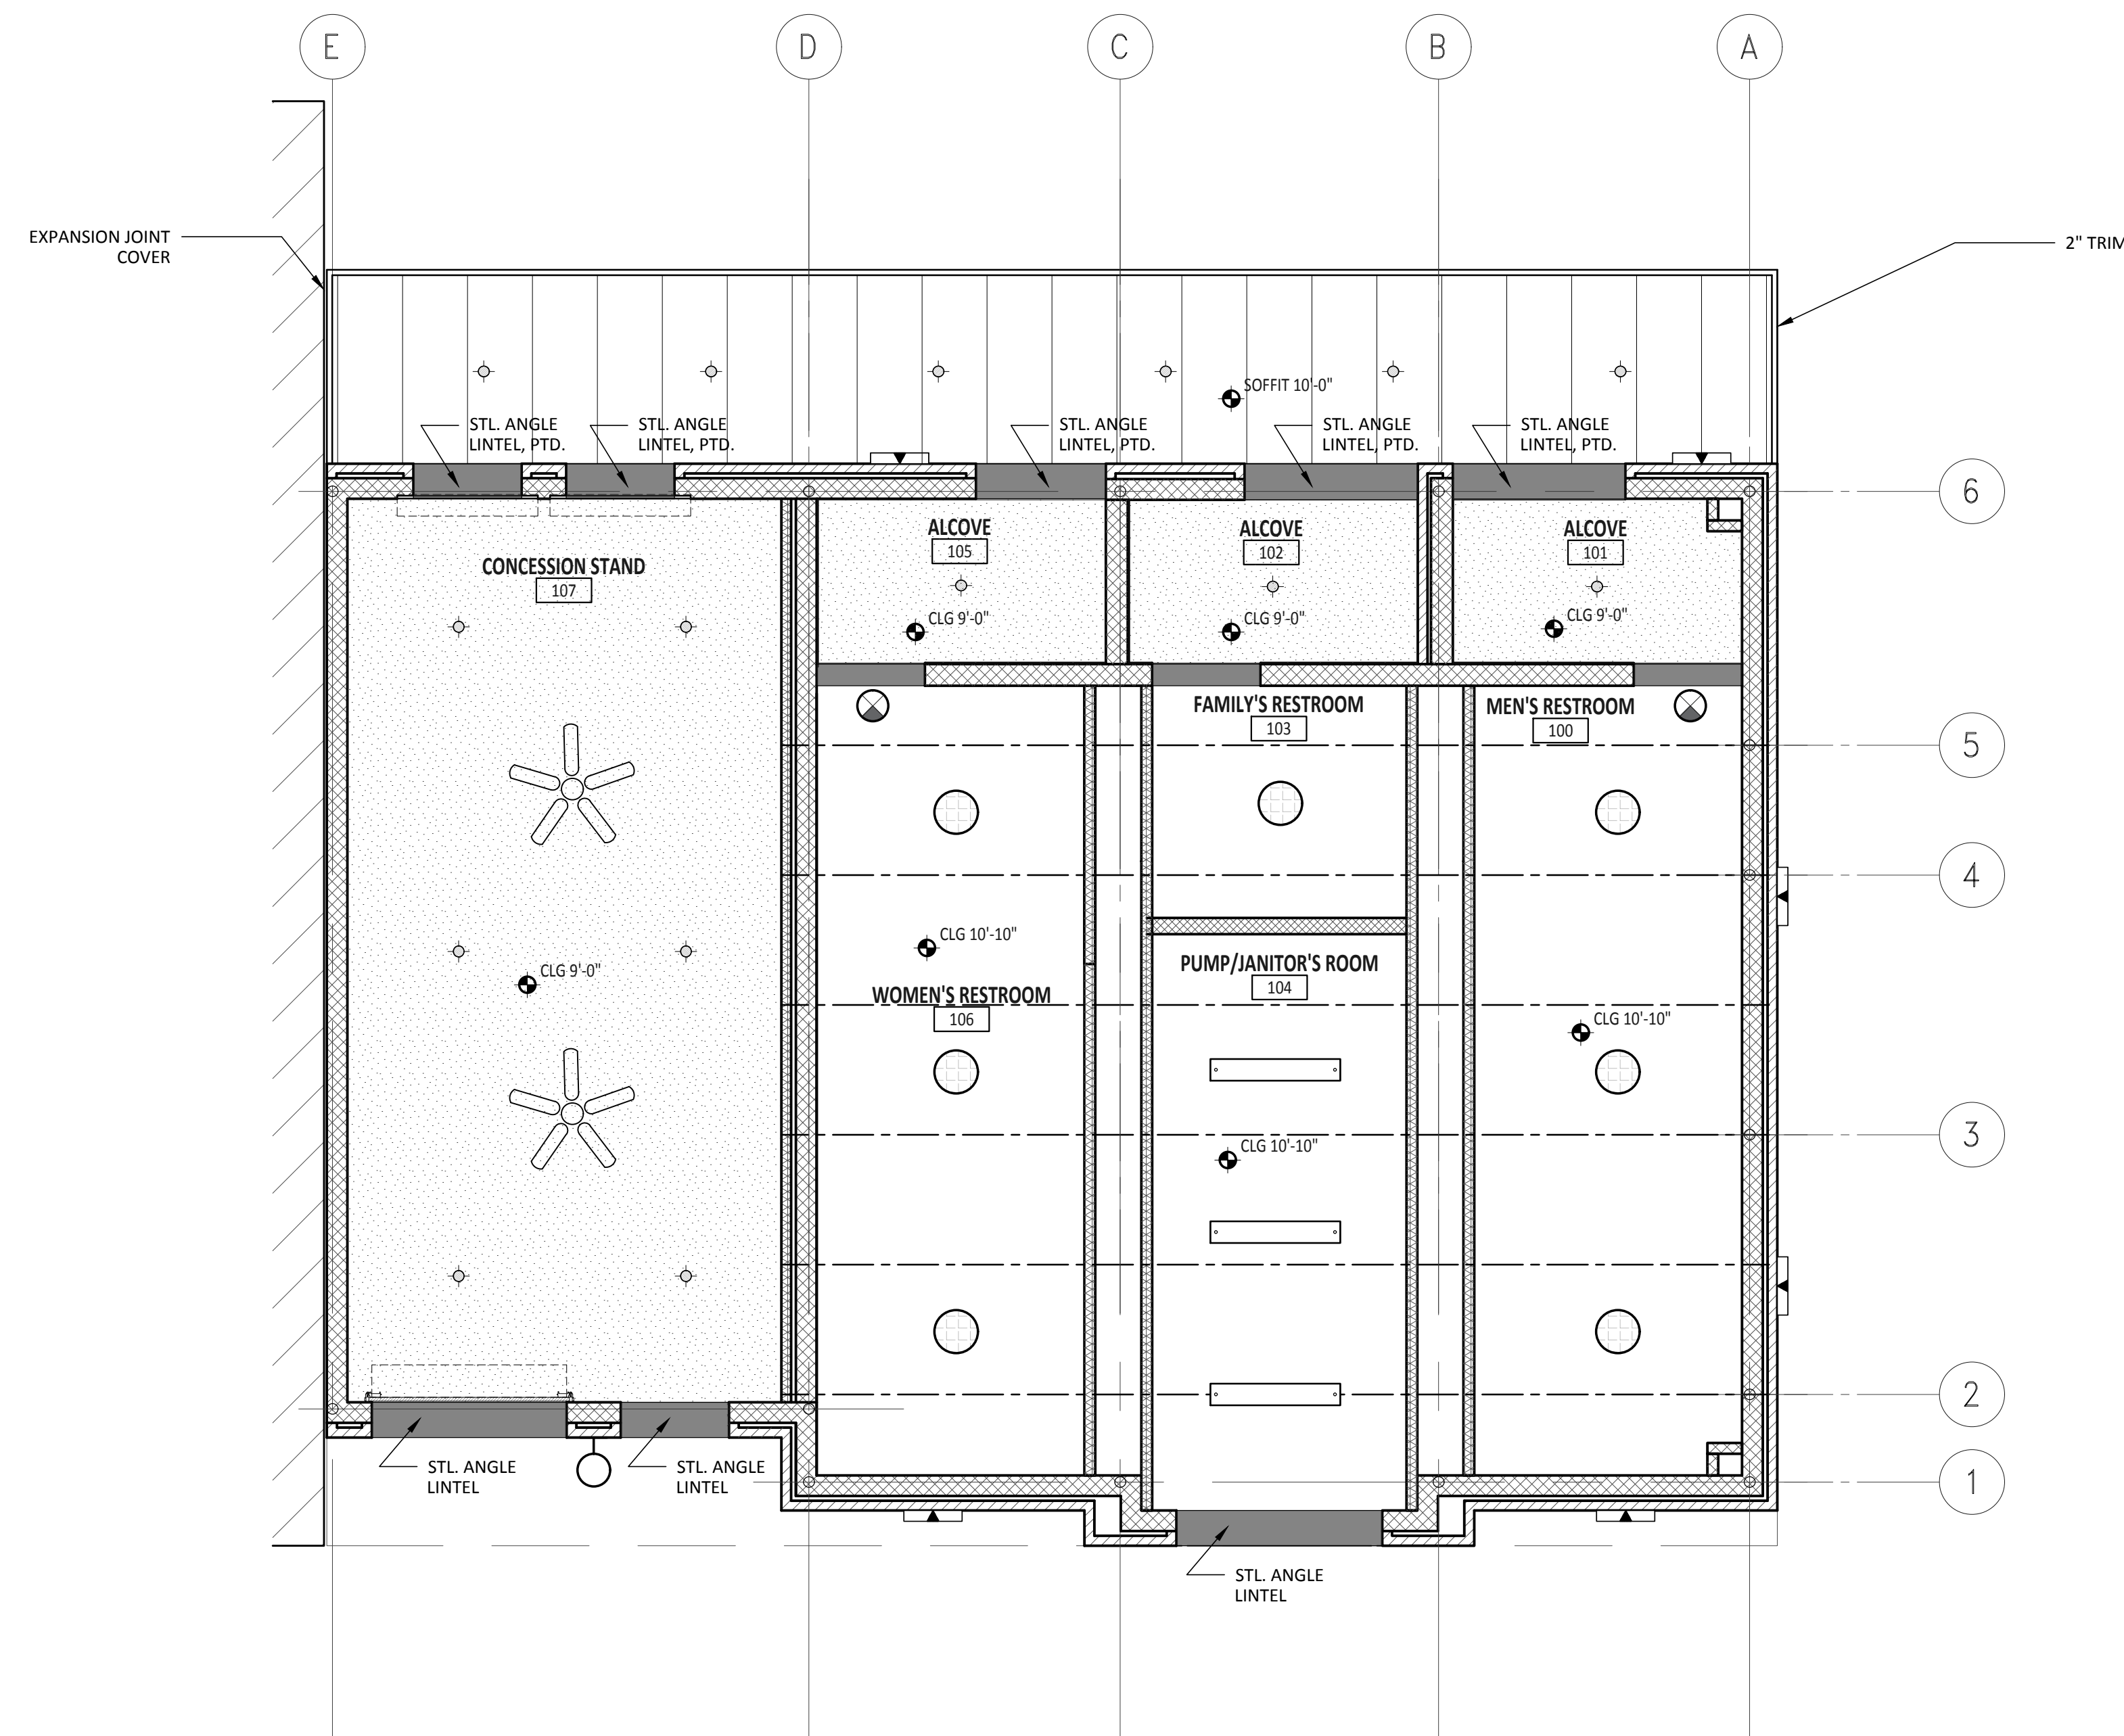 E
D
C
B
A
EXPANSION JOINT
COVER
2" TRIM
SOFFIT 10'-0"
STL. ANGLE
LINTEL, PTD.
STL. ANGLE
LINTEL, PTD.
STL. ANGLE
LINTEL, PTD.
STL. ANGLE
LINTEL, PTD.
STL. ANGLE
LINTEL, PTD.
6
ALCOVE
105
ALCOVE
102
ALCOVE
101
CONCESSION STAND
107
CLG 9'-0"
CLG 9'-0"
CLG 9'-0"
FAMILY'S RESTROOM
103
MEN'S RESTROOM
100
5
4
CLG 10'-10"
CLG 9'-0"
PUMP/JANITOR'S ROOM
104
WOMEN'S RESTROOM
106
CLG 10'-10"
3
CLG 10'-10"
2
STL. ANGLE
LINTEL
STL. ANGLE
LINTEL
1
STL. ANGLE
LINTEL